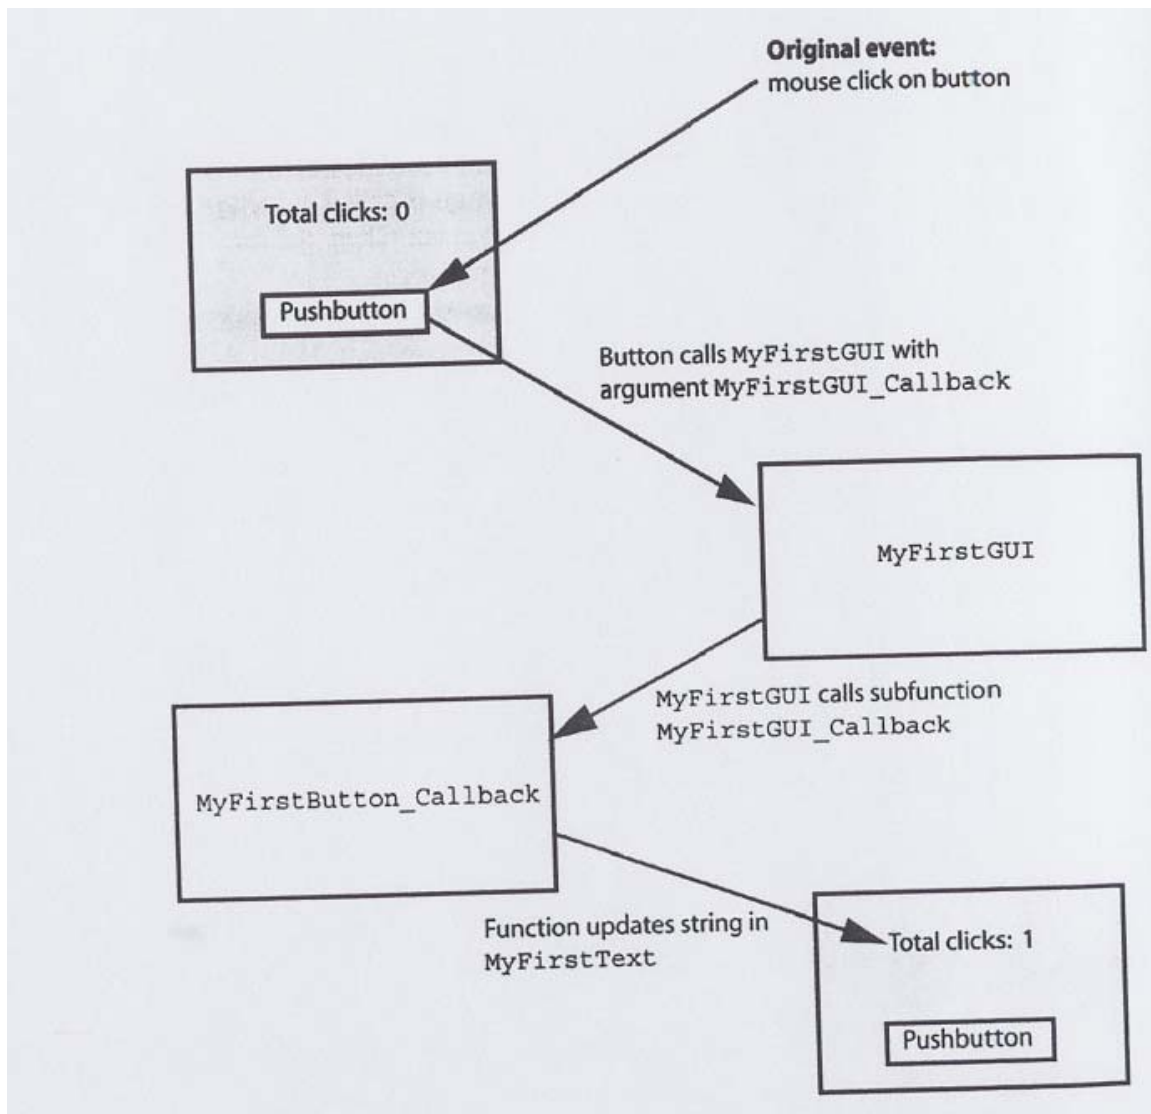 Original event:
mouse click on button
Total clicks: 0
Pushbutton
Button calls MyFirstGUI with
argument MyFirstGUI_Callback
MyFirstGUI
MyFirstGUI calls subfunction
MyFirstGUI_Callback
MyFirstButton_Callback
Function updates string in
MyFirstText
Total clicks: 1
Pushbutton